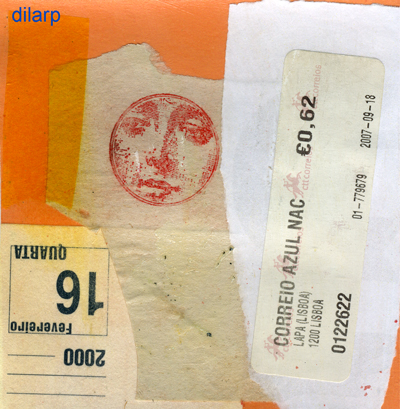 dilarp
CORREIO AZUL NAC €0,62
LAPA (LISBOA)
1200 LISBOA
01-779679 2007-09-18
0122622
QUARTA
16
Fevereiro
2000